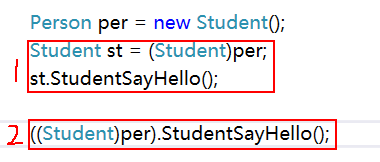 Person per = new Student();
1
Student st = (Student)per;
st.StudentSayHello();
2 ((Student)per).StudentSayHello();